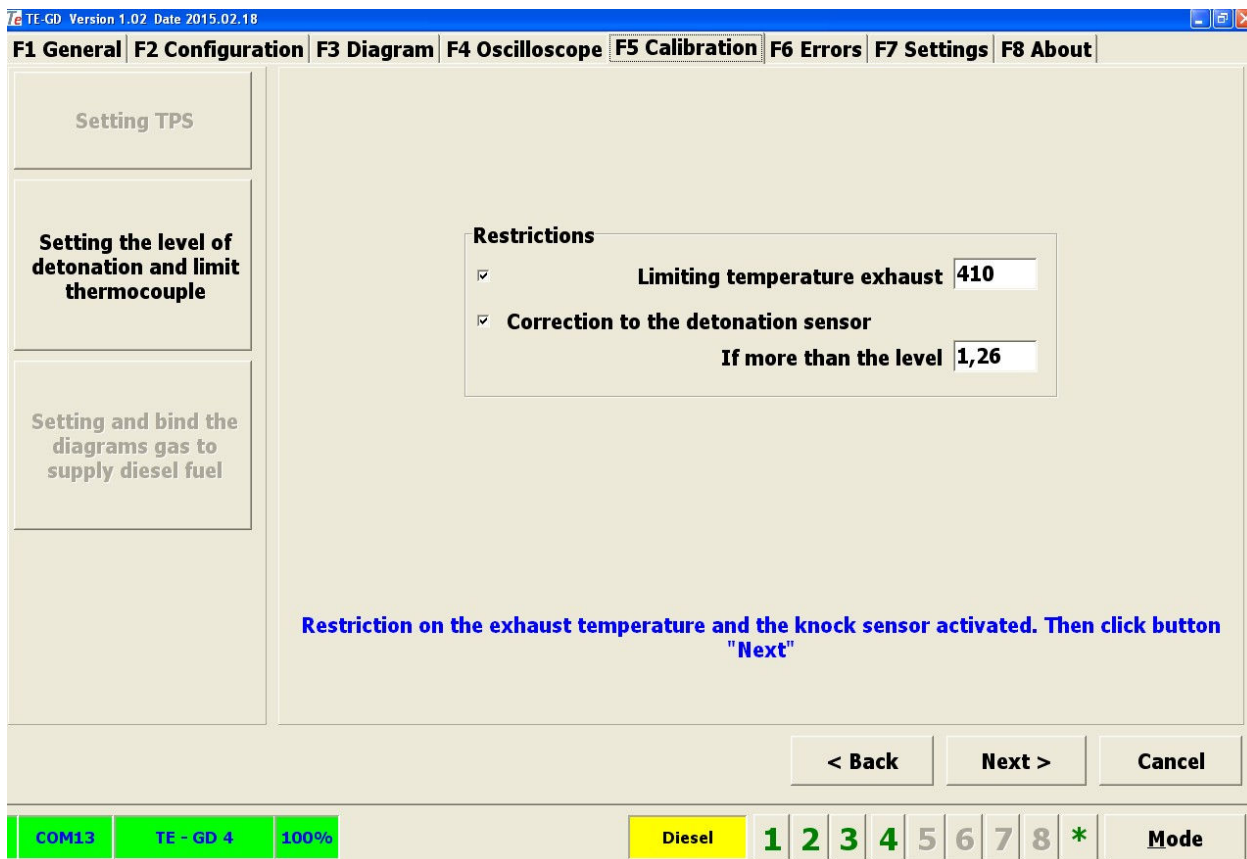 Te TE-GD Version 1.02 Date 2015.02.18
F1 General F2 Configuration F3 Diagram F4 Oscilloscope F5 Calibration F6 Errors F7 Settings F8 About
Setting TPS
Setting the level of
detonation and limit
thermocouple
Setting and bind the
diagrams gas to
supply diesel fuel
Restrictions
Limiting temperature exhaust 410
Correction to the detonation sensor
If more than the level 1,26
Restriction on the exhaust temperature and the knock sensor activated. Then click button
"Next"
< Back Next > Cancel
COM13 TE - GD 4 100% Diesel 1 2 3 4 5 6 7 8 * Mode